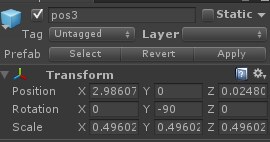 pos3 Static
Tag Untagged Layer
Prefab Select Revert Apply
Transform
Position X 2.98607 Y 0 Z 0.02480
Rotation X 0 Y -90 Z 0
Scale X 0.49602 Y 0.49602 Z 0.49602